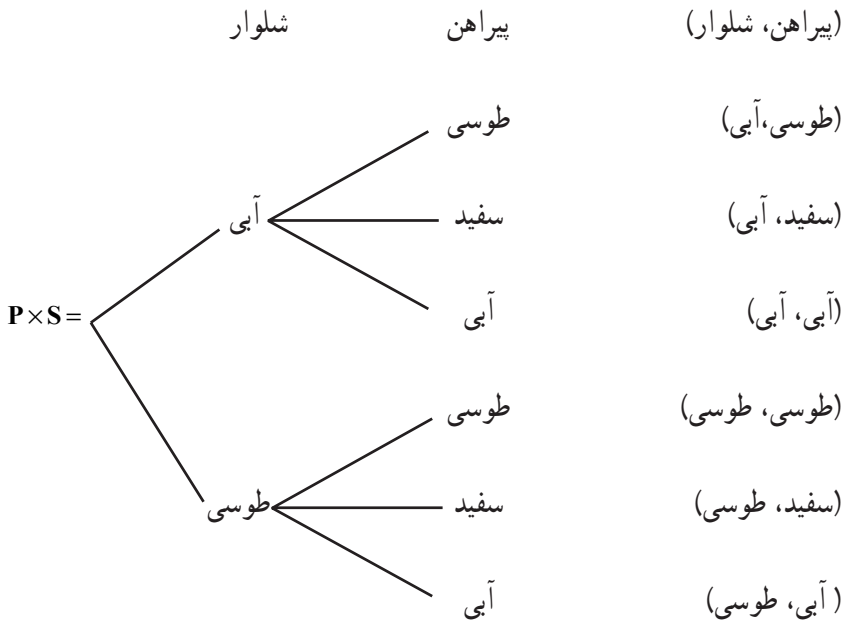 (پیراهن، شلوار) پیراهن شلوار
(طوسی،آبی) طوسی
(سفید، آبی) سفید آبی
(آبی، آبی) آبی
P×S=
(طوسی، طوسی) طوسی
(سفید، طوسی) سفید طوسی
( آبی، طوسی) آبی